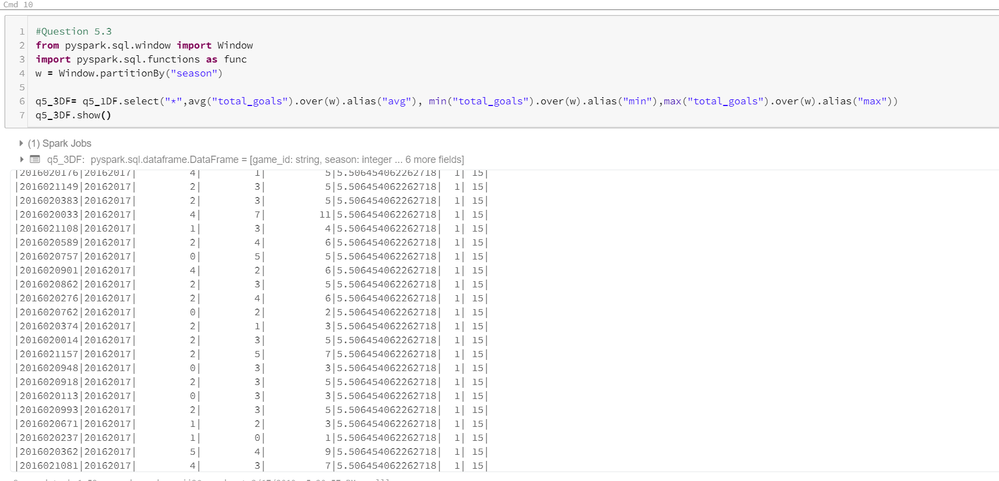 Cmd 10
1 #Question 5.3
2 from pyspark.sql.window import Window
3 import pyspark.sql.functions as func
4 w = Window.partitionBy("season")
5
6 q5_3DF= q5_1DF.select("*",avg("total_goals").over(w).alias("avg"), min("total_goals").over(w).alias("min"),max("total_goals").over(w).alias("max"))
7 q5_3DF.show()
(1) Spark Jobs
q5_3DF: pyspark.sql.dataframe.DataFrame = [game_id: string, season: integer ... 6 more fields]
|2016020176|20162017|         4|         1|          5|5.506454062262718|  1| 15|
|2016021149|20162017|         2|         3|          5|5.506454062262718|  1| 15|
|2016020383|20162017|         2|         3|          5|5.506454062262718|  1| 15|
|2016020033|20162017|         4|         7|         11|5.506454062262718|  1| 15|
|2016021108|20162017|         1|         3|          4|5.506454062262718|  1| 15|
|2016020589|20162017|         2|         4|          6|5.506454062262718|  1| 15|
|2016020757|20162017|         0|         5|          5|5.506454062262718|  1| 15|
|2016020901|20162017|         4|         2|          6|5.506454062262718|  1| 15|
|2016020862|20162017|         2|         3|          5|5.506454062262718|  1| 15|
|2016020276|20162017|         2|         4|          6|5.506454062262718|  1| 15|
|2016020762|20162017|         0|         2|          2|5.506454062262718|  1| 15|
|2016020374|20162017|         2|         1|          3|5.506454062262718|  1| 15|
|2016020014|20162017|         2|         3|          5|5.506454062262718|  1| 15|
|2016021157|20162017|         2|         5|          7|5.506454062262718|  1| 15|
|2016020948|20162017|         0|         3|          3|5.506454062262718|  1| 15|
|2016020918|20162017|         2|         3|          5|5.506454062262718|  1| 15|
|2016020113|20162017|         0|         3|          3|5.506454062262718|  1| 15|
|2016020993|20162017|         2|         3|          5|5.506454062262718|  1| 15|
|2016020671|20162017|         1|         2|          3|5.506454062262718|  1| 15|
|2016020237|20162017|         1|         0|          1|5.506454062262718|  1| 15|
|2016020362|20162017|         5|         4|          9|5.506454062262718|  1| 15|
|2016021081|20162017|         4|         3|          7|5.506454062262718|  1| 15|